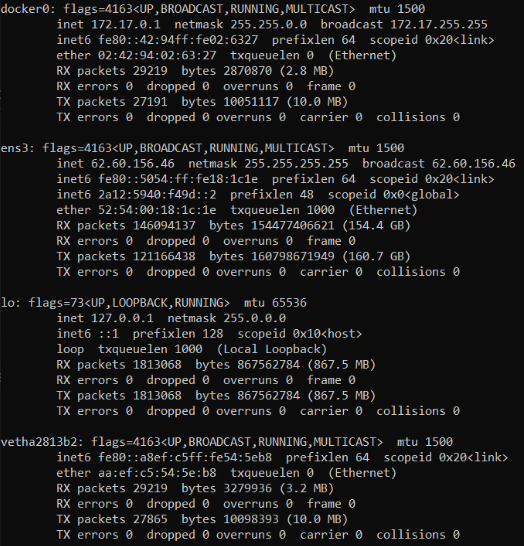 docker0: flags=4163<UP,BROADCAST,RUNNING,MULTICAST>  mtu 1500
        inet 172.17.0.1  netmask 255.255.0.0  broadcast 172.17.255.255
        inet6 fe80::42:94ff:fe02:6327  prefixlen 64  scopeid 0x20<link>
        ether 02:42:94:02:63:27  txqueuelen 0  (Ethernet)
        RX packets 29219  bytes 2870870 (2.8 MB)
        RX errors 0  dropped 0  overruns 0  frame 0
        TX packets 27191  bytes 10051117 (10.0 MB)
        TX errors 0  dropped 0 overruns 0  carrier 0  collisions 0

ens3: flags=4163<UP,BROADCAST,RUNNING,MULTICAST>  mtu 1500
        inet 62.60.156.46  netmask 255.255.255.255  broadcast 62.60.156.46
        inet6 fe80::5054:ff:fe18:1c1e  prefixlen 64  scopeid 0x20<link>
        inet6 2a12:5940:f49d::2  prefixlen 48  scopeid 0x0<global>
        ether 52:54:00:18:1c:1e  txqueuelen 1000  (Ethernet)
        RX packets 146094137  bytes 154477406621 (154.4 GB)
        RX errors 0  dropped 0  overruns 0  frame 0
        TX packets 121166438  bytes 160798671949 (160.7 GB)
        TX errors 0  dropped 0 overruns 0  carrier 0  collisions 0

lo: flags=73<UP,LOOPBACK,RUNNING>  mtu 65536
        inet 127.0.0.1  netmask 255.0.0.0
        inet6 ::1  prefixlen 128  scopeid 0x10<host>
        loop  txqueuelen 1000  (Local Loopback)
        RX packets 1813068  bytes 867562784 (867.5 MB)
        RX errors 0  dropped 0  overruns 0  frame 0
        TX packets 1813068  bytes 867562784 (867.5 MB)
        TX errors 0  dropped 0 overruns 0  carrier 0  collisions 0

vetha2813b2: flags=4163<UP,BROADCAST,RUNNING,MULTICAST>  mtu 1500
        inet6 fe80::a8ef:c5ff:fe54:5eb8  prefixlen 64  scopeid 0x20<link>
        ether aa:ef:c5:54:5e:b8  txqueuelen 0  (Ethernet)
        RX packets 29219  bytes 3279936 (3.2 MB)
        RX errors 0  dropped 0  overruns 0  frame 0
        TX packets 27865  bytes 10098393 (10.0 MB)
        TX errors 0  dropped 0 overruns 0  carrier 0  collisions 0